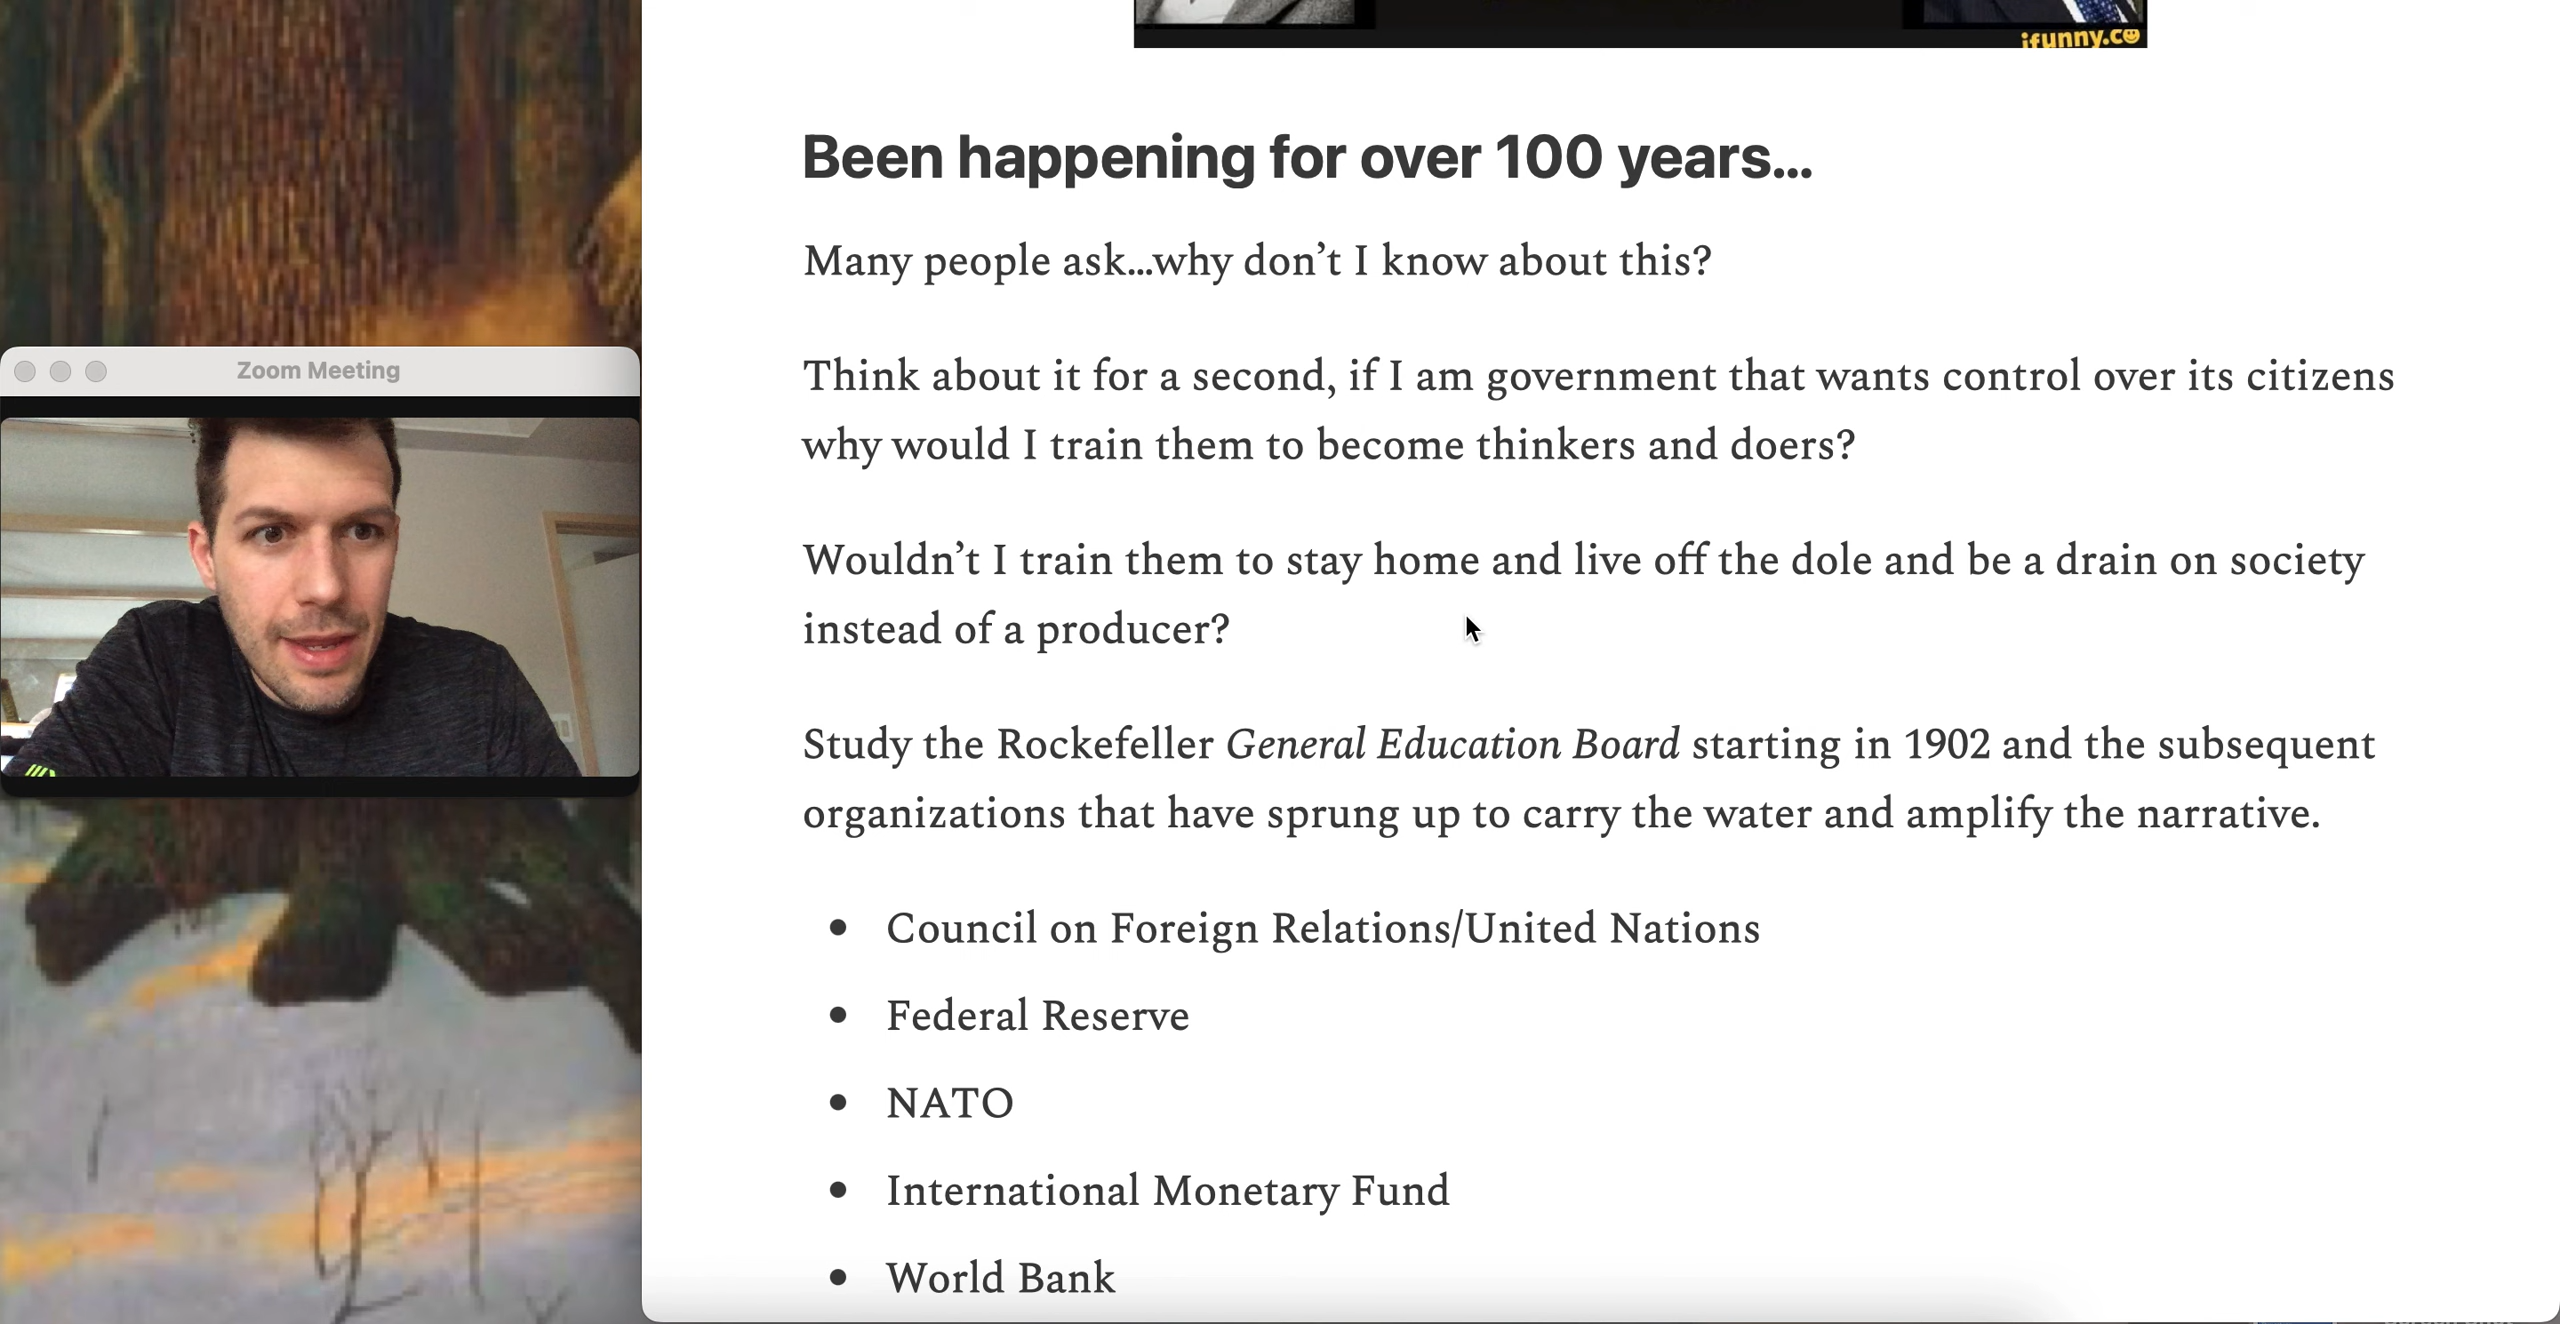 ifunny.co
Been happening for over 100 years...
Many people ask...why don’t I know about this?
Zoom Meeting
Think about it for a second, if I am government that wants control over its citizens
why would I train them to become thinkers and doers?
Wouldn’t I train them to stay home and live off the dole and be a drain on society
instead of a producer?
Study the Rockefeller General Education Board starting in 1902 and the subsequent
organizations that have sprung up to carry the water and amplify the narrative.
• Council on Foreign Relations/United Nations
• Federal Reserve
• NATO
• International Monetary Fund
• World Bank